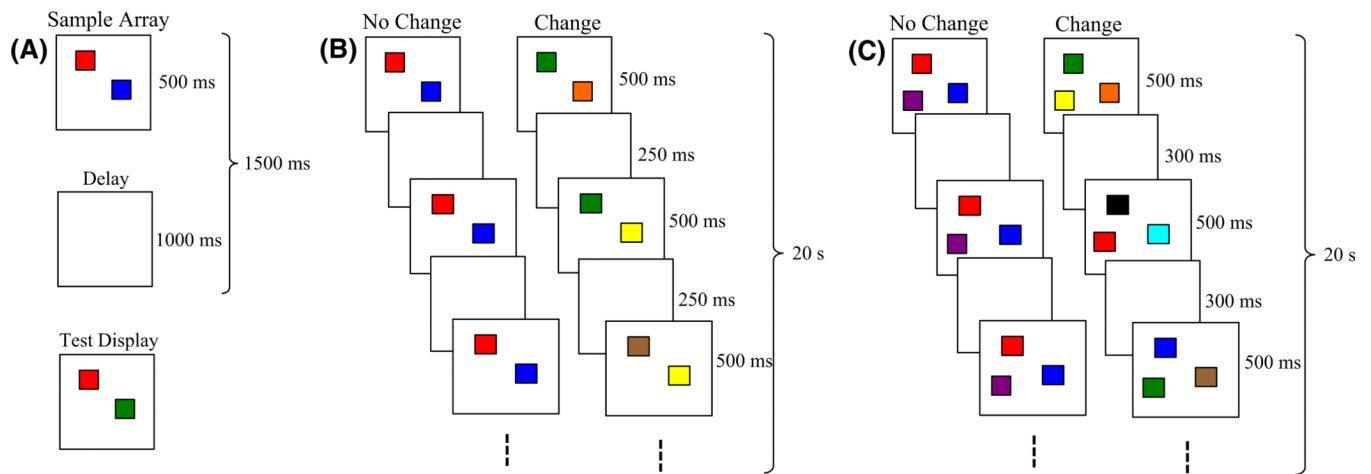 Sample Array
(A)
500 ms
1500 ms
Delay
1000 ms
Test Display
(B)
No Change
Change
500 ms
250 ms
500 ms
250 ms
500 ms
20 s
(C)
No Change
Change
500 ms
300 ms
500 ms
300 ms
500 ms
20 s